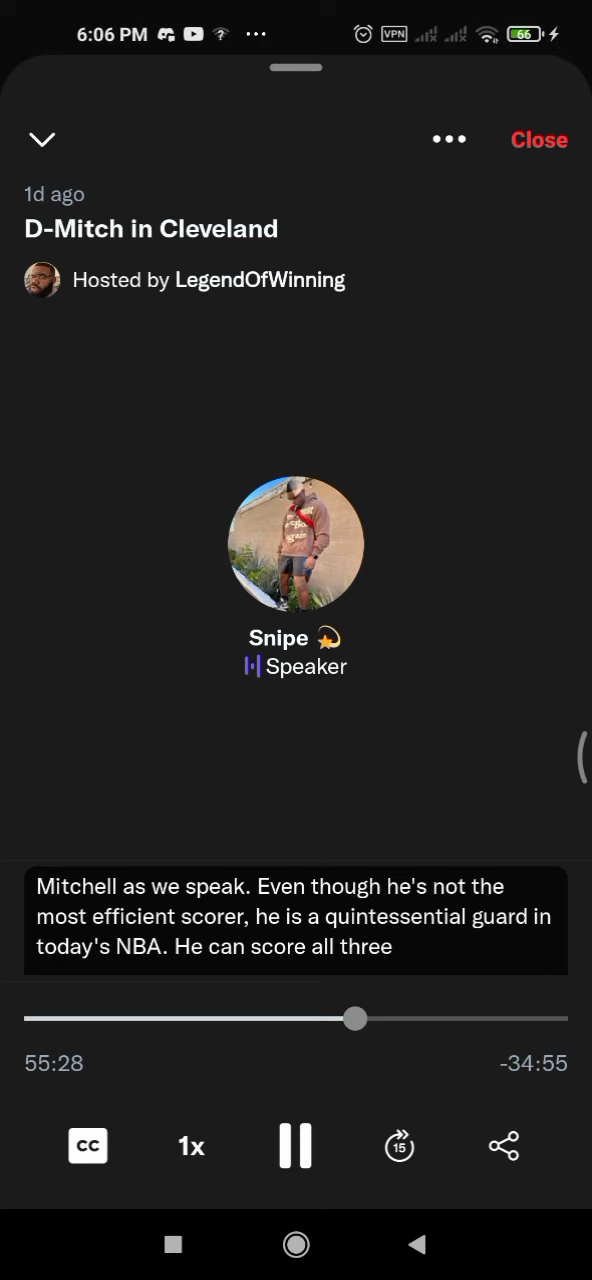 6:06 PM ? ... VPN 66
Close
1d ago
D-Mitch in Cleveland
Hosted by LegendOfWinning
Snipe 💫
Speaker
Mitchell as we speak. Even though he's not the
most efficient scorer, he is a quintessential guard in
today's NBA. He can score all three
55:28 -34:55
CC 1x 15